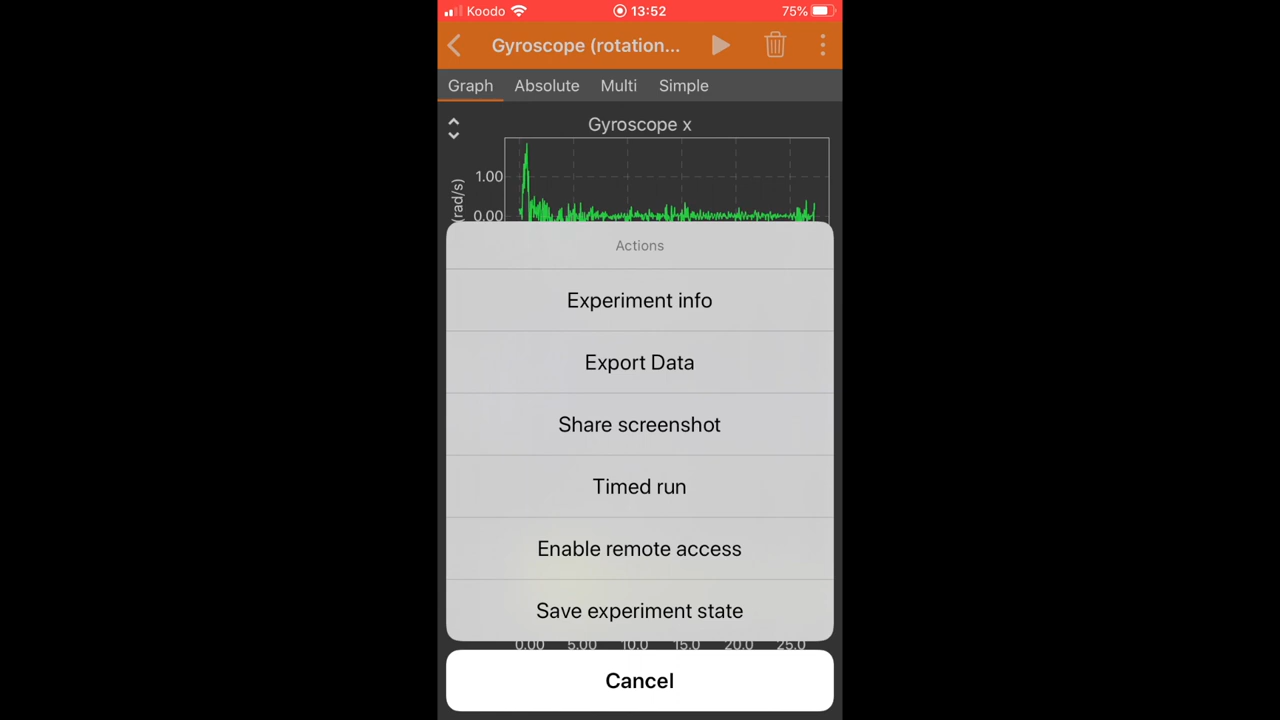 Koodo 13:52 75%
Gyroscope (rotation...
Graph Absolute Multi Simple
Gyroscope x
1.00
(rad/s)
0.00
Actions
Experiment info
Export Data
Share screenshot
Timed run
Enable remote access
Save experiment state
0.00 5.00 10.0 15.0 20.0 25.0
Cancel